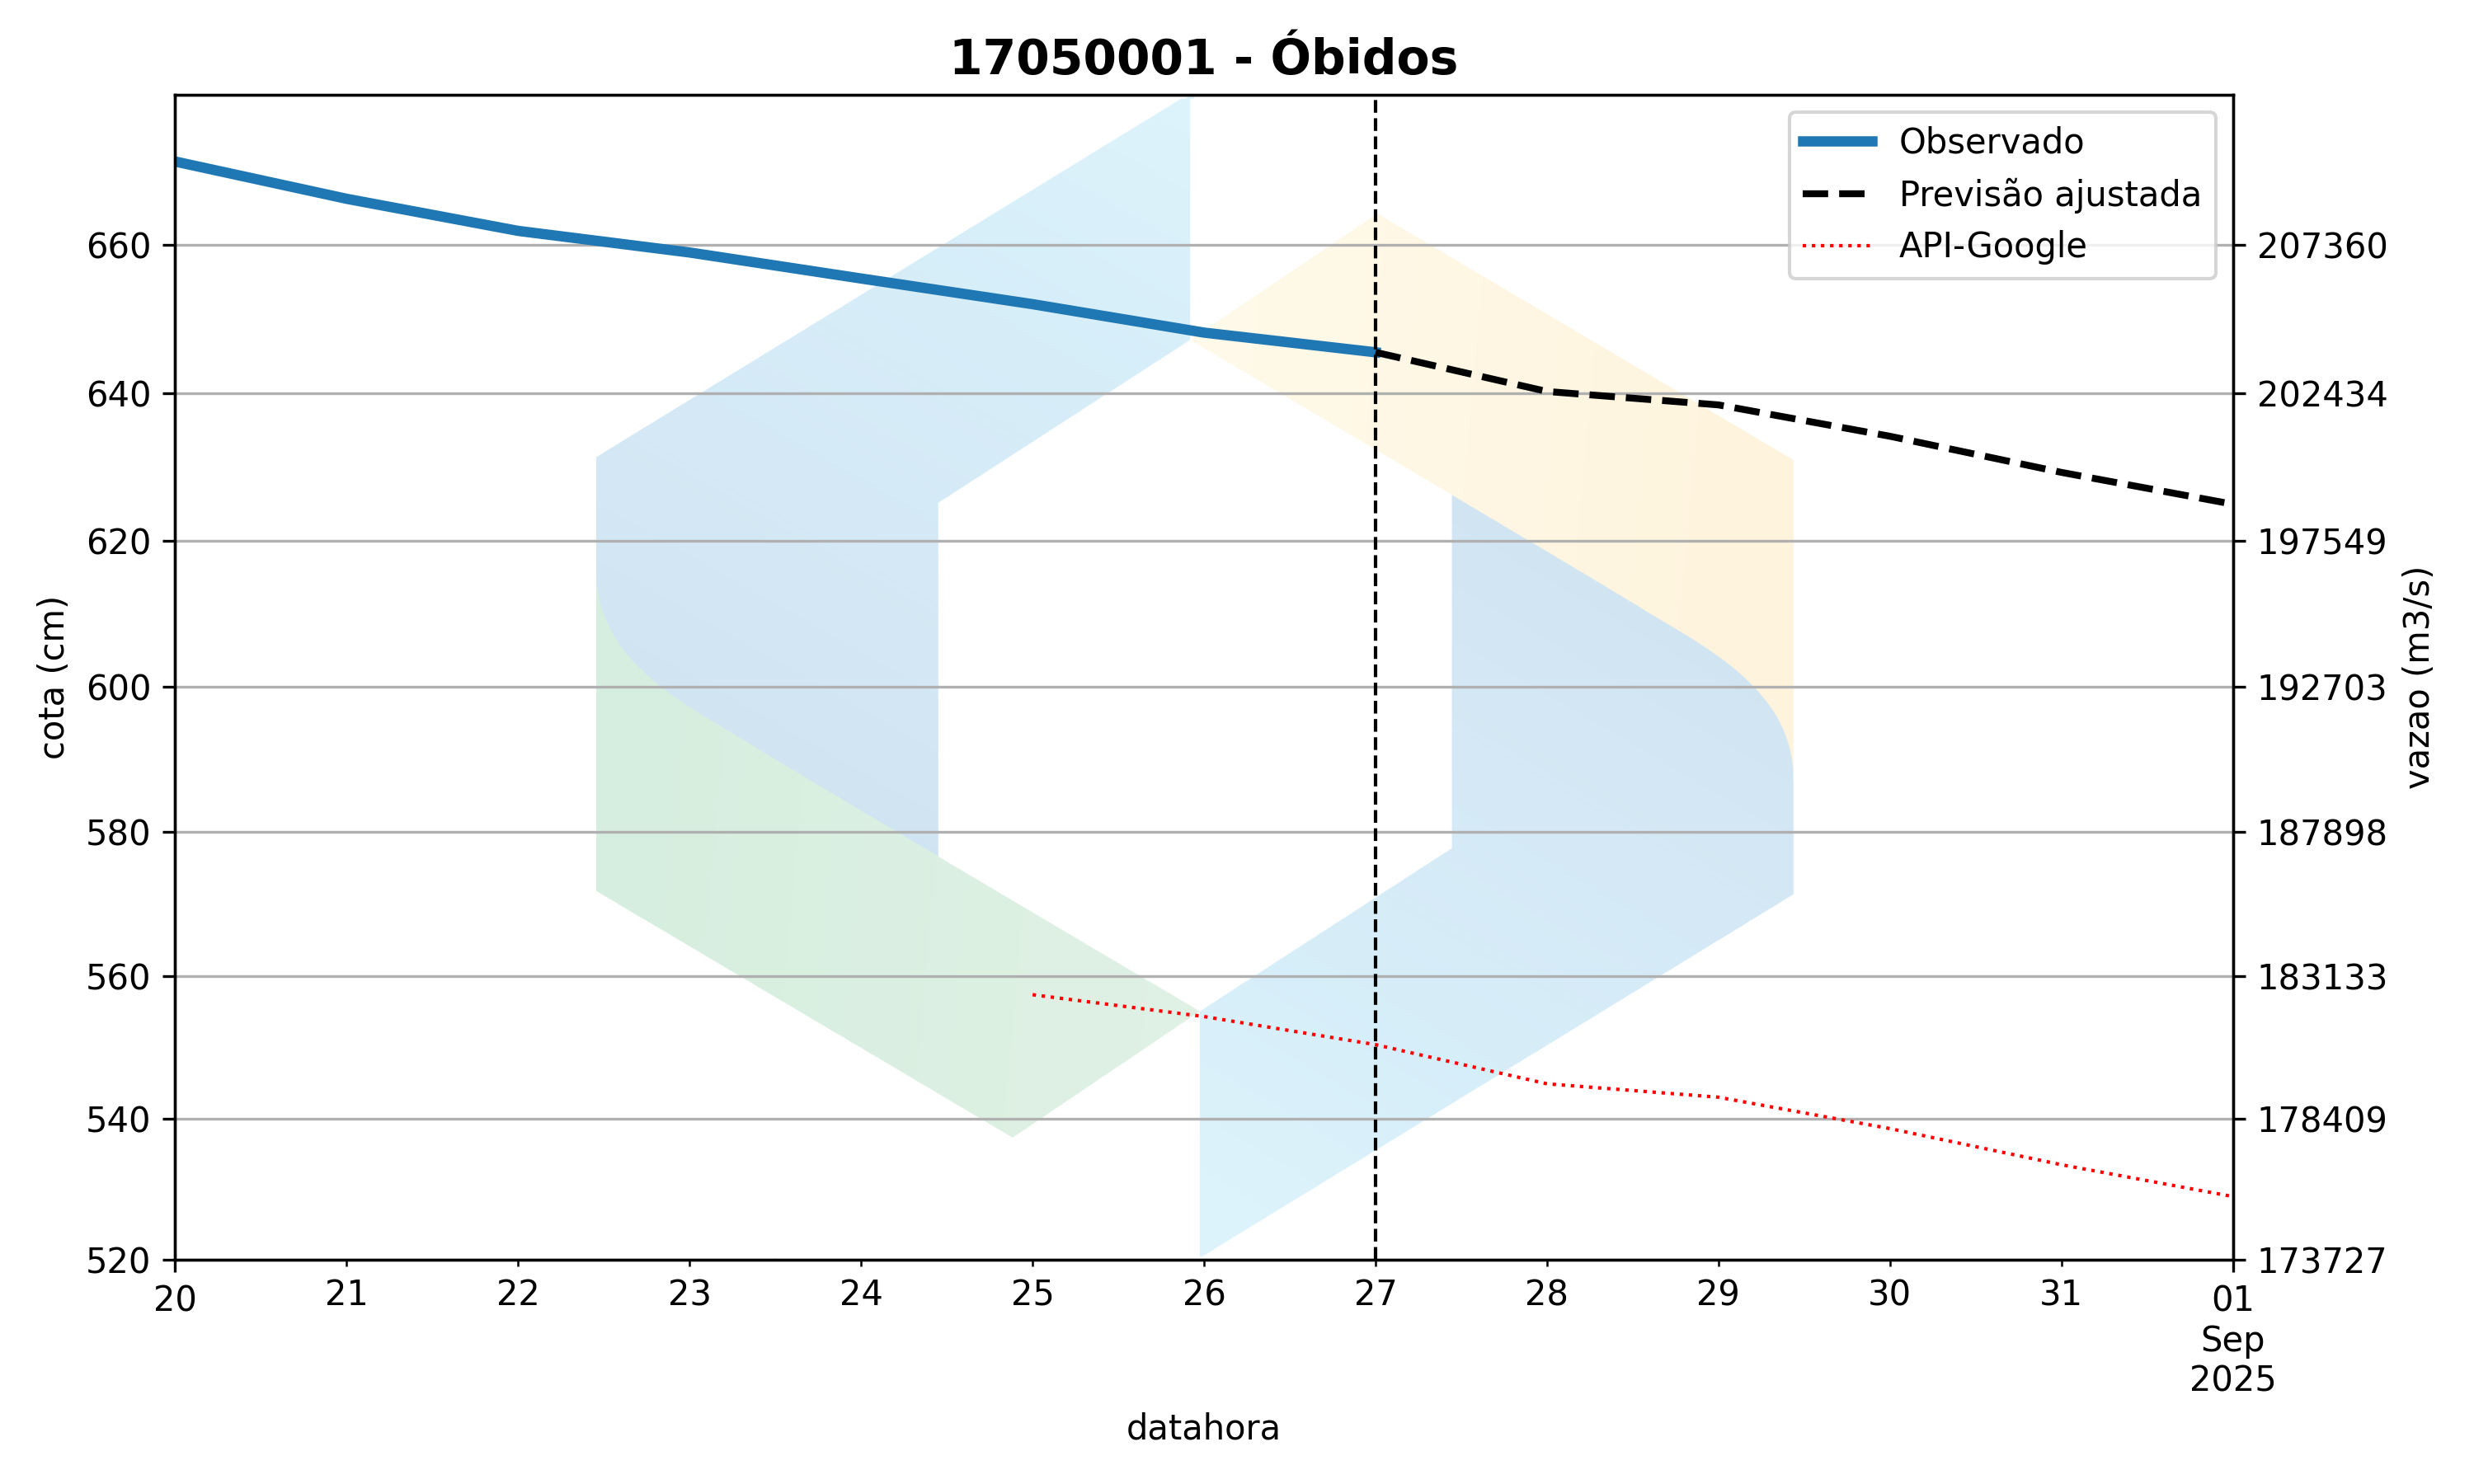 17050001 - Óbidos
Observado
Previsão ajustada
API-Google
660
640
620
600
580
560
540
520
cota (cm)
207360
202434
197549
192703
187898
183133
178409
173727
vazao (m3/s)
20 21 22 23 24 25 26 27 28 29 30 31 01
Sep
2025
datahora